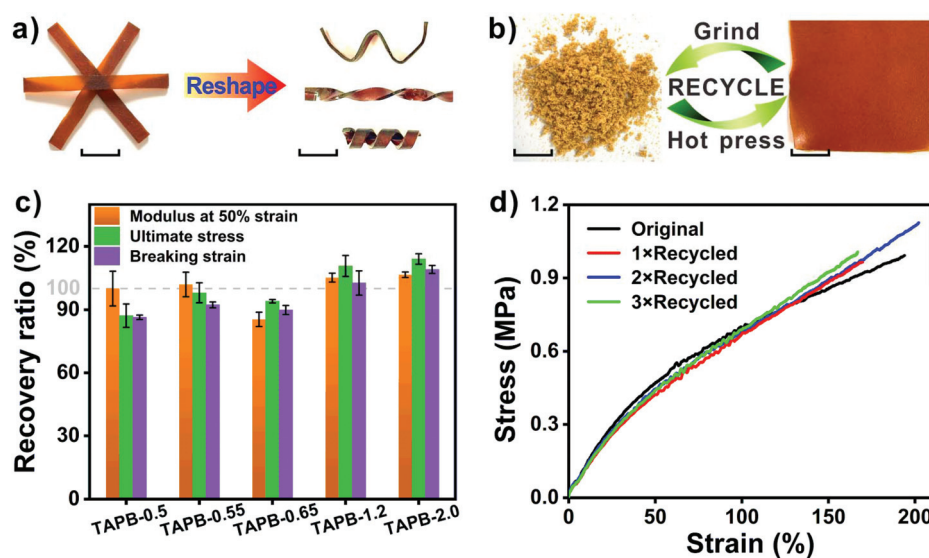 a)
Reshape
b)
Grind
RECYCLE
Hot press
c)
Modulus at 50% strain
Ultimate stress
Breaking strain
Recovery ratio (%)
120
100
90
60
30
0
TAPB-0.5
TAPB-0.55
TAPB-0.65
TAPB-1.2
TAPB-2.0
d)
Original
1×Recycled
2×Recycled
3×Recycled
Stress (MPa)
1.2
0.9
0.6
0.3
0.0
0
50
100
150
200
Strain (%)